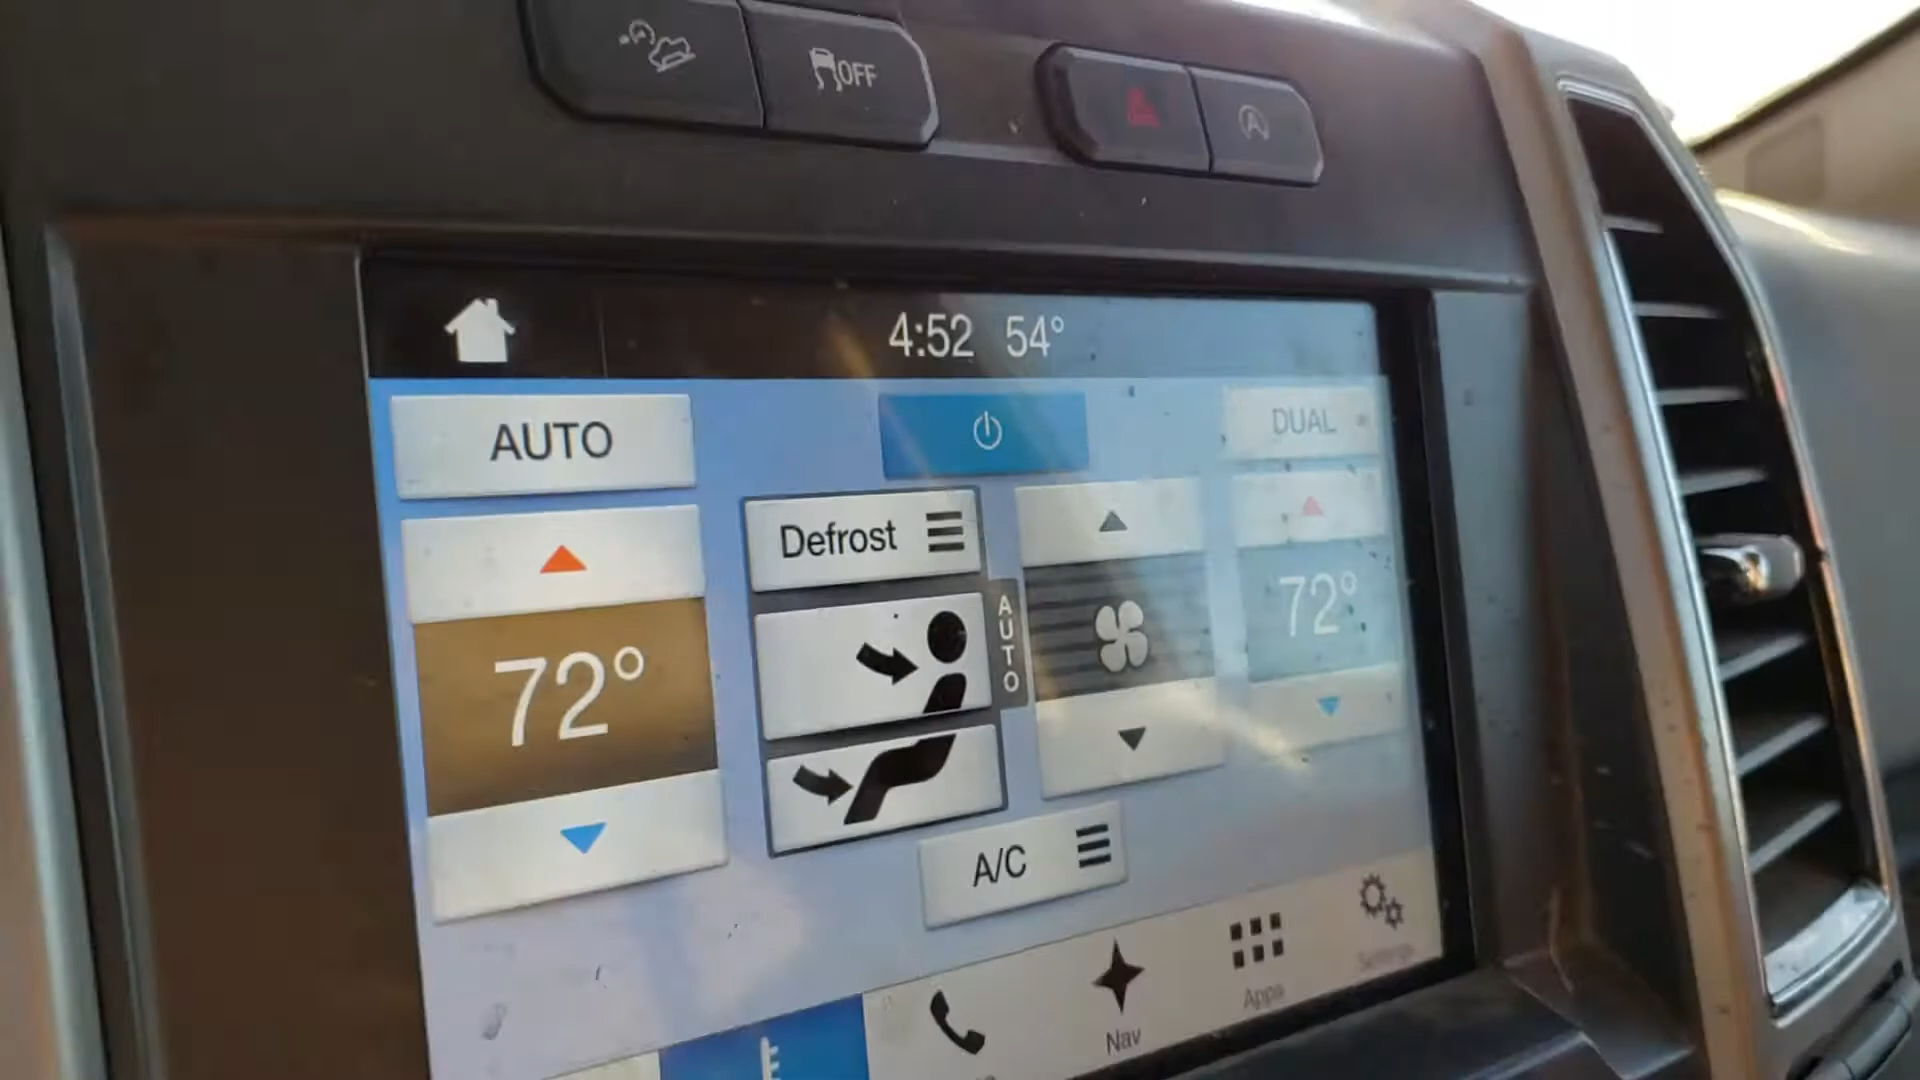 OFF
4:52 54°
AUTO
DUAL
Defrost
72°
AUTO
72°
A/C
Nav
Apps
Settings